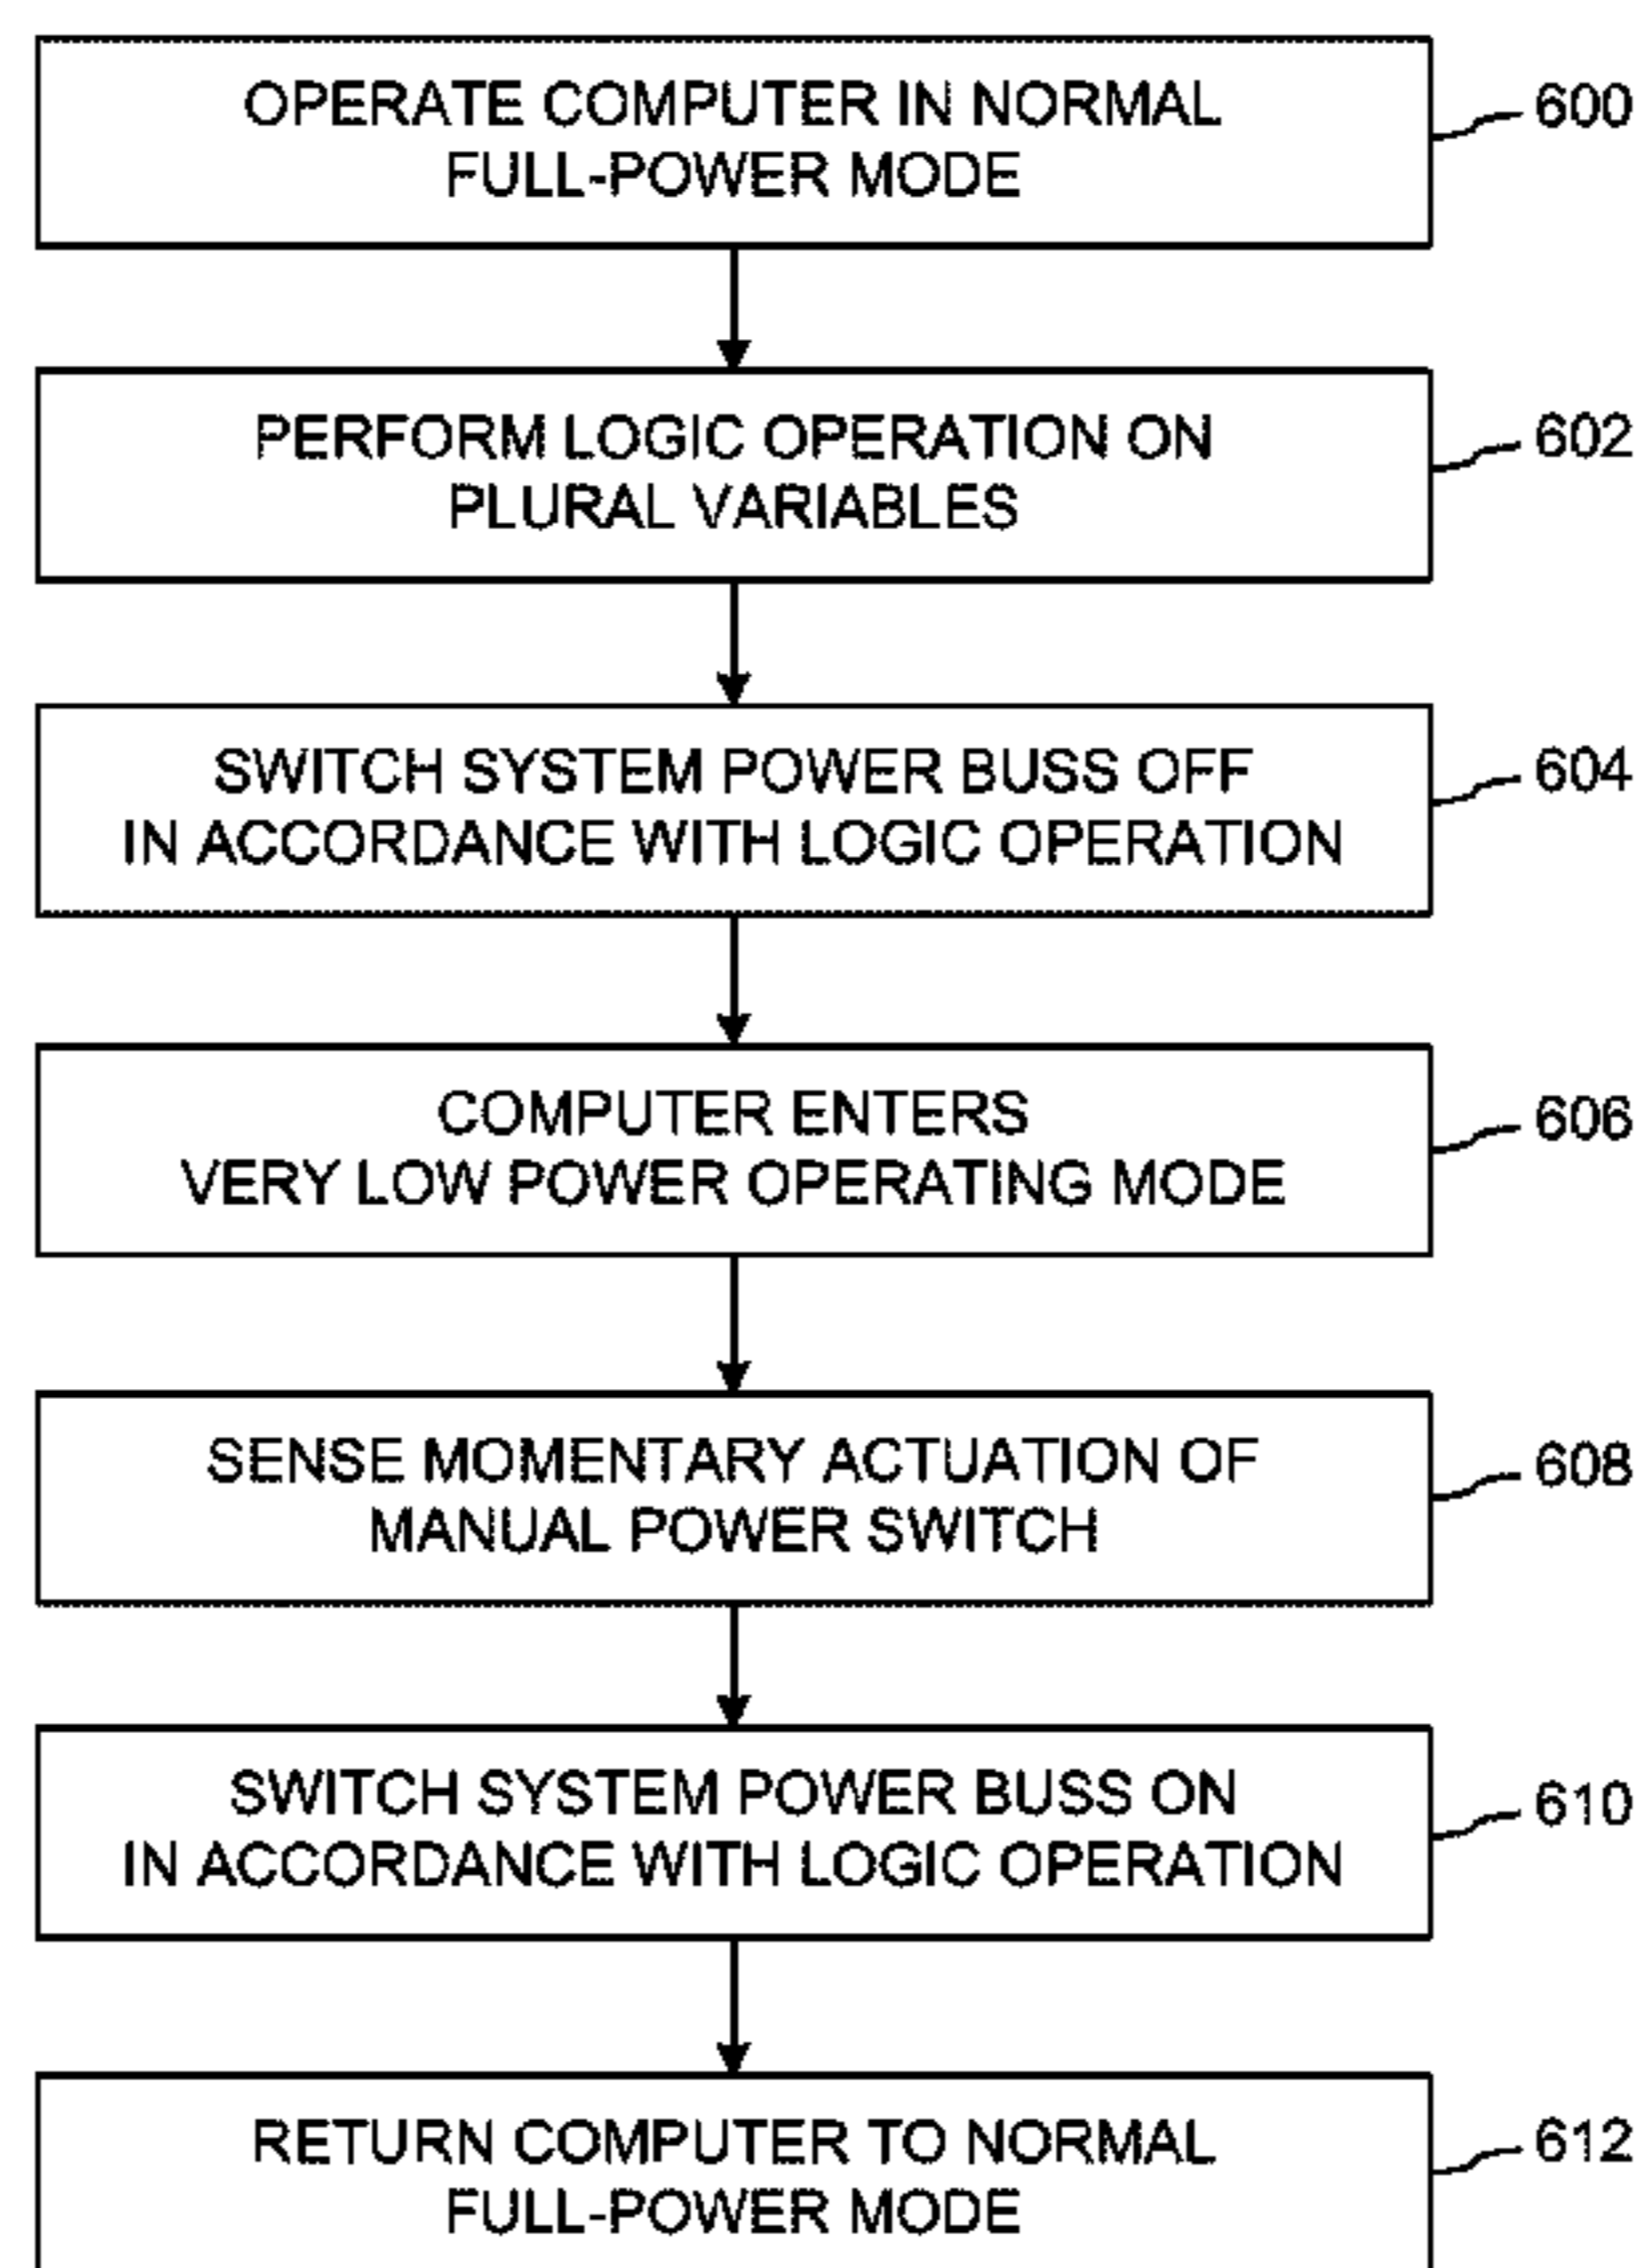 OPERATE COMPUTER IN NORMAL
FULL-POWER MODE
600
PERFORM LOGIC OPERATION ON
PLURAL VARIABLES
602
SWITCH SYSTEM POWER BUSS OFF
IN ACCORDANCE WITH LOGIC OPERATION
604
COMPUTER ENTERS
VERY LOW POWER OPERATING MODE
606
SENSE MOMENTARY ACTUATION OF
MANUAL POWER SWITCH
608
SWITCH SYSTEM POWER BUSS ON
IN ACCORDANCE WITH LOGIC OPERATION
610
RETURN COMPUTER TO NORMAL
FULL-POWER MODE
612